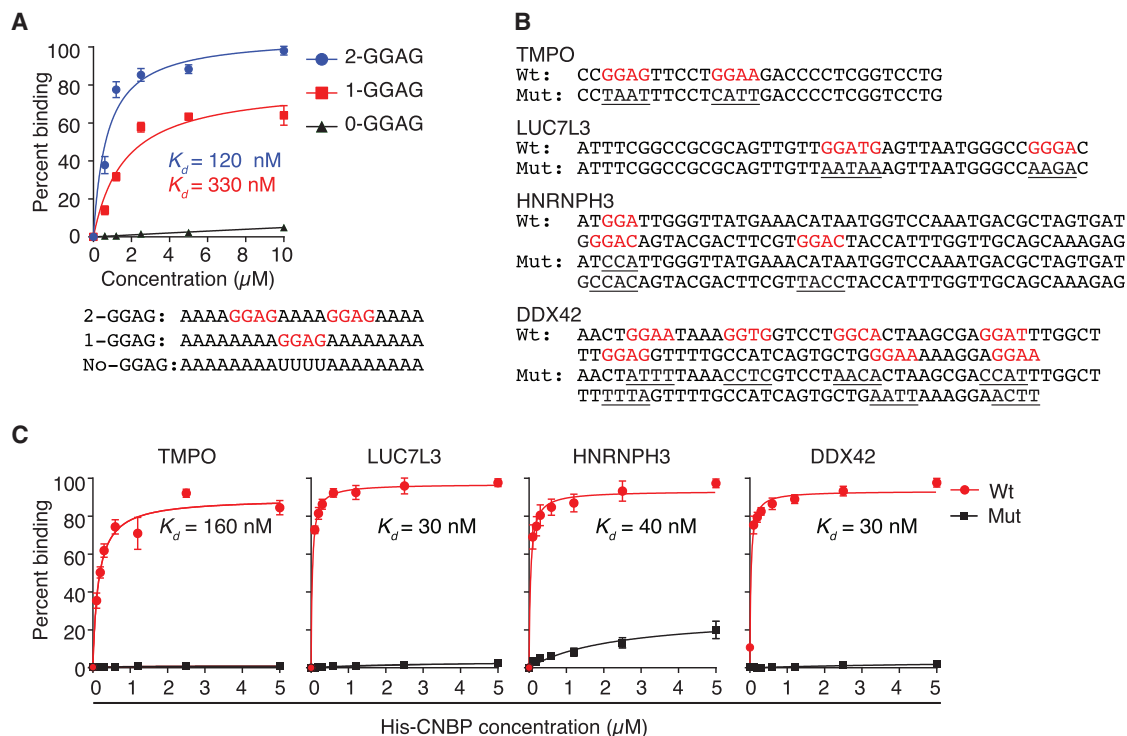 A
Percent binding
100
80
60
40
20
0
0 2 4 6 8 10
Concentration (µM)
2-GGAG
1-GGAG
0-GGAG
Kd = 120 nM
Kd = 330 nM
2-GGAG: AAAAGGAGAAAAGGAGAAAA
1-GGAG: AAAAAAAAGGAGAAAAAAAA
No-GGAG: AAAAAAAAUUUUAAAAAAAA
B
TMPO
Wt: CCGGAGTTCCTGGAAGACCCCTCGGTCCTG
Mut: CCTAATTTCCTCATTGACCCCTCGGTCCTG
LUC7L3
Wt: ATTTCGGCCGCGCAGTTGTTGGATGAGTTAATGGGCCGGGAC
Mut: ATTTCGGCCGCGCAGTTGTTAATAAAGTTAATGGGCCAAGAC
HNRNPH3
Wt: ATGGATTGGGTTATGAAACATAATGGTCCAAATGACGCTAGTGAT
GGGACAGTACGACTTCGTGGACTACCATTTGGTTGCAGCAAAGAG
Mut: ATCCATTGGGTTATGAAACATAATGGTCCAAATGACGCTAGTGAT
GCCACAGTACGACTTCGTTACCTACCATTTGGTTGCAGCAAAGAG
DDX42
Wt: AACTGGAATAAAGGTGGTCCTGGCACTAAGCGAGGATTTGGCT
TTGGAGGTTTTGCCATCAGTGCTGGAAAAAGGAGGAA
Mut: AACTATTTTAAACCTCGTCCTAACACTAAGCGACCATTTGGCT
TTTTTAGTTTTGCCATCAGTGCTGAATTAAAGGAACTT
C
Percent binding
100
80
60
40
20
0
TMPO
Kd = 160 nM
0 1 2 3 4 5
LUC7L3
Kd = 30 nM
0 1 2 3 4 5
HNRNPH3
Kd = 40 nM
0 1 2 3 4 5
DDX42
Kd = 30 nM
0 1 2 3 4 5
Wt
Mut
His-CNBP concentration (µM)